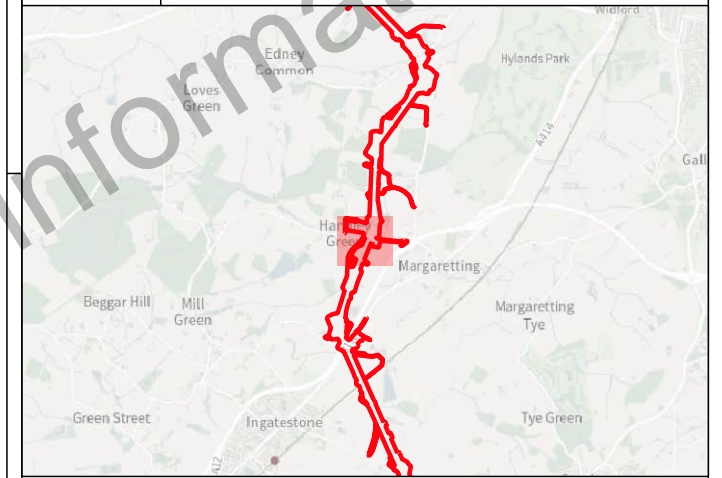 Widford
Edney
Common
Hylands Park
Loves
Green
A414
Informat
Gall
Green
Margaretting
Beggar Hill
Mill
Green
Margaretting
Tye
Green Street
Ingatestone
Tye Green
A12